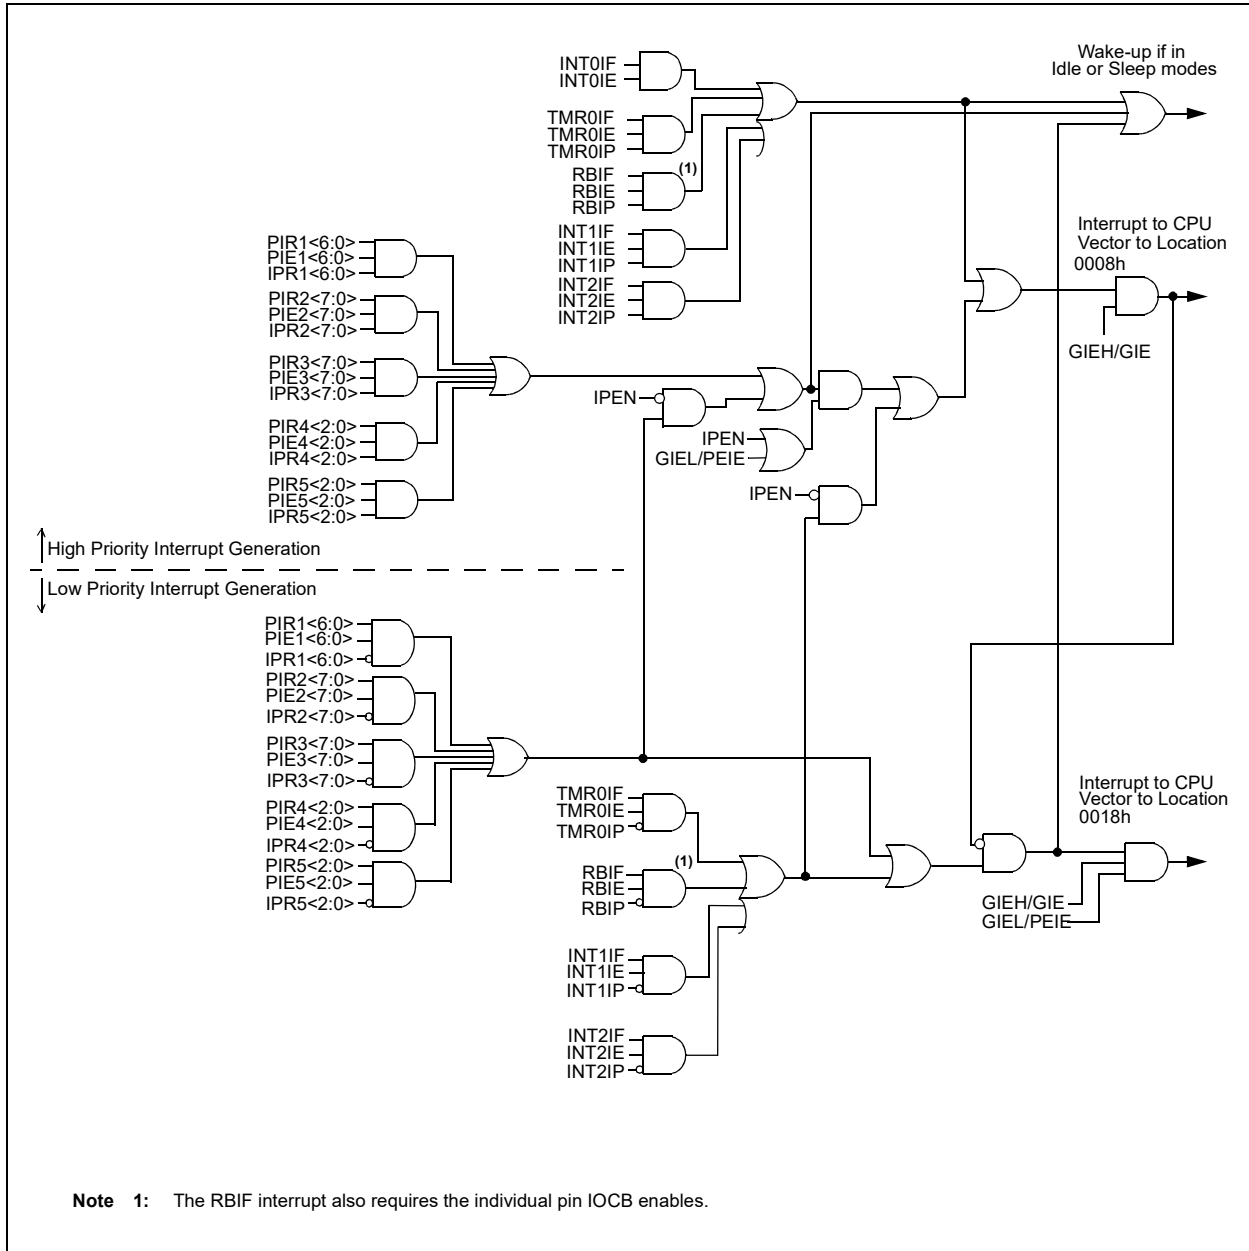 Wake-up if in
Idle or Sleep modes
INT0IF
INT0IE
TMR0IF
TMR0IE
TMR0IP
(1)
RBIF
RBIE
RBIP
INT1IF
INT1IE
INT1IP
INT2IF
INT2IE
INT2IP
Interrupt to CPU
Vector to Location
0008h
GIEH/GIE
PIR1<6:0>
PIE1<6:0>
IPR1<6:0>
PIR2<7:0>
PIE2<7:0>
IPR2<7:0>
PIR3<7:0>
PIE3<7:0>
IPR3<7:0>
PIR4<2:0>
PIE4<2:0>
IPR4<2:0>
PIR5<2:0>
PIE5<2:0>
IPR5<2:0>
IPEN
IPEN
GIEL/PEIE
IPEN
High Priority Interrupt Generation
Low Priority Interrupt Generation
PIR1<6:0>
PIE1<6:0>
IPR1<6:0>
PIR2<7:0>
PIE2<7:0>
IPR2<7:0>
PIR3<7:0>
PIE3<7:0>
IPR3<7:0>
PIR4<2:0>
PIE4<2:0>
IPR4<2:0>
PIR5<2:0>
PIE5<2:0>
IPR5<2:0>
TMR0IF
TMR0IE
TMR0IP
(1)
RBIF
RBIE
RBIP
INT1IF
INT1IE
INT1IP
INT2IF
INT2IE
INT2IP
Interrupt to CPU
Vector to Location
0018h
GIEH/GIE
GIEL/PEIE
Note 1: The RBIF interrupt also requires the individual pin IOCB enables.